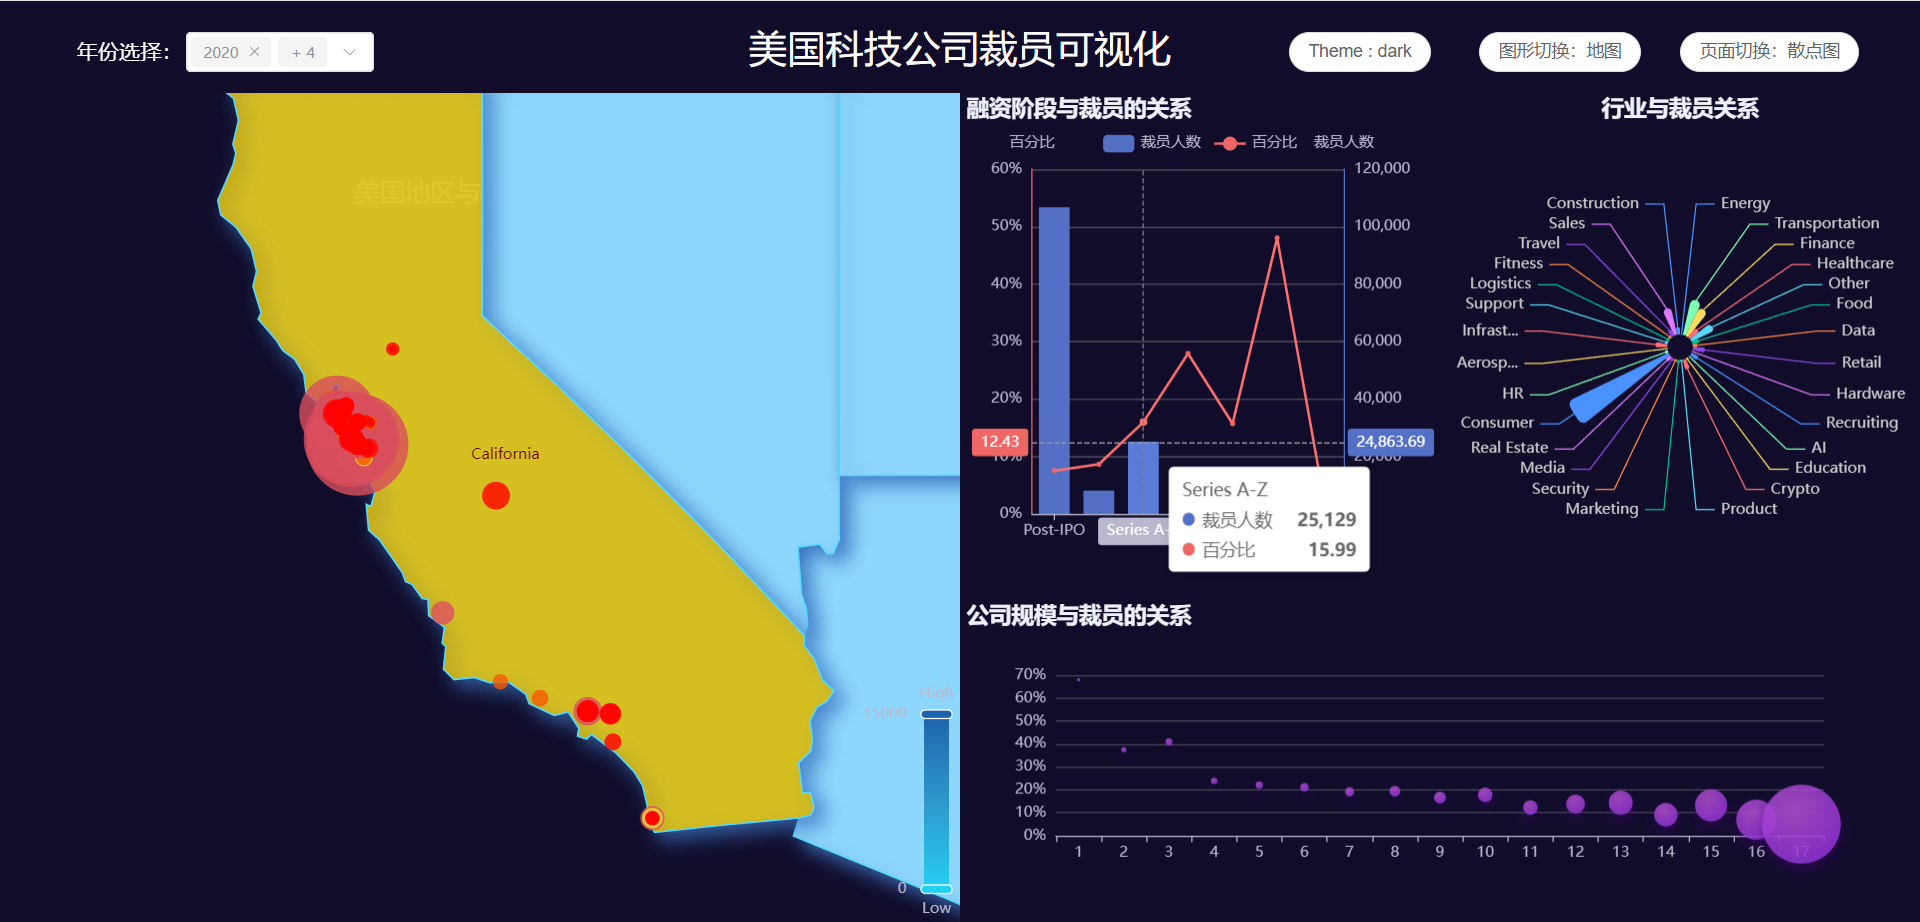 年份选择：
2020 ×
+ 4
美国科技公司裁员可视化
Theme : dark
图形切换：地图
页面切换：散点图
美国地区与
California
High
15000
0
Low
融资阶段与裁员的关系
百分比
裁员人数
百分比
裁员人数
60%
50%
40%
30%
20%
10%
0%
120,000
100,000
80,000
60,000
40,000
20,000
12.43
24,863.69
Post-IPO
Series A-
Series A-Z
裁员人数 25,129
百分比 15.99
行业与裁员关系
Construction
Sales
Travel
Fitness
Logistics
Support
Infrast...
Aerosp...
HR
Consumer
Real Estate
Media
Security
Marketing
Energy
Transportation
Finance
Healthcare
Other
Food
Data
Retail
Hardware
Recruiting
AI
Education
Crypto
Product
公司规模与裁员的关系
70%
60%
50%
40%
30%
20%
10%
0%
1 2 3 4 5 6 7 8 9 10 11 12 13 14 15 16 17